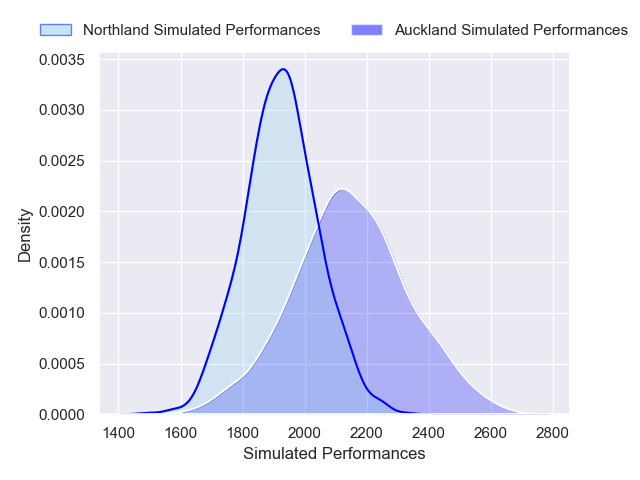 Northland Simulated Performances
Auckland Simulated Performances
0.0035
0.0030
0.0025
0.0020
0.0015
0.0010
0.0005
0.0000
Density
1400 1600 1800 2000 2200 2400 2600 2800
Simulated Performances